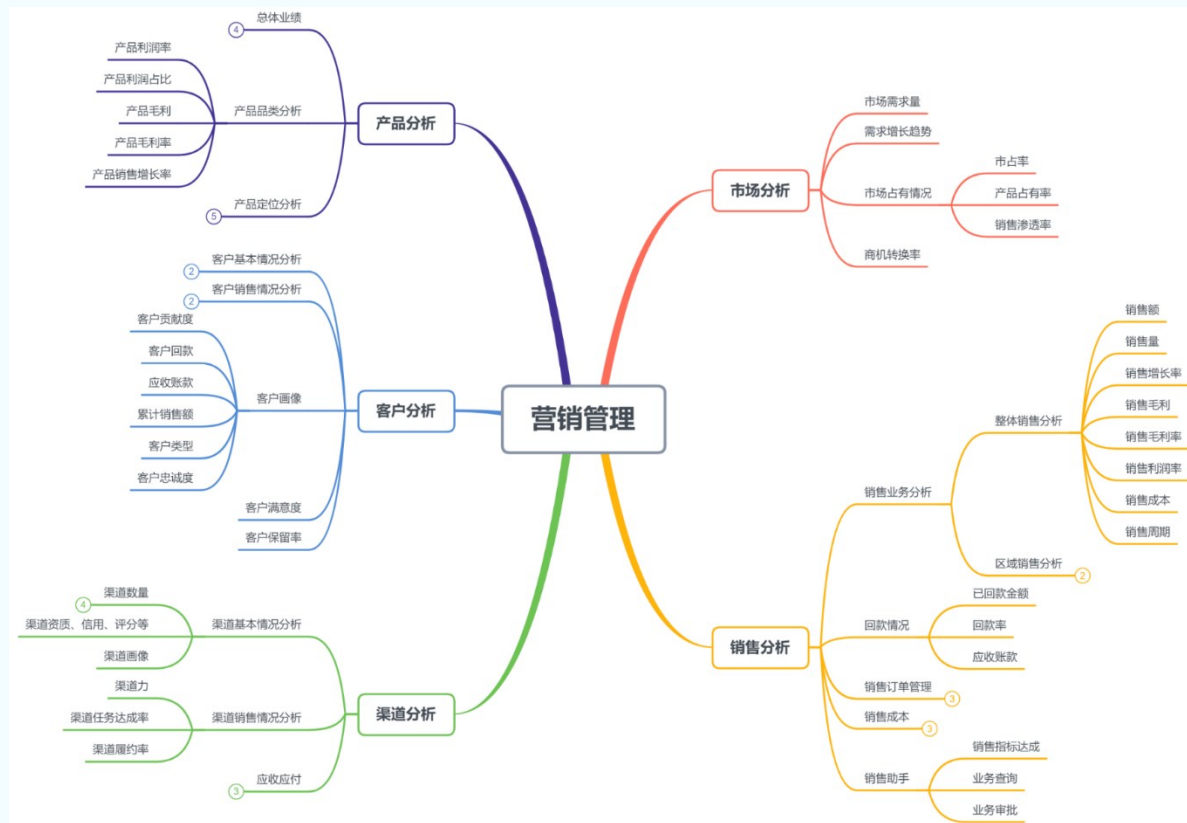 营销管理
产品分析
总体业绩
4
产品品类分析
产品利润率
产品利润占比
产品毛利
产品毛利率
产品销售增长率
产品定位分析
5
客户分析
客户基本情况分析
2
客户销售情况分析
2
客户画像
客户贡献度
客户回款
应收账款
累计销售额
客户类型
客户忠诚度
客户满意度
客户保留率
渠道分析
渠道基本情况分析
渠道数量
4
渠道资质、信用、评分等
渠道画像
渠道销售情况分析
渠道力
渠道任务达成率
渠道履约率
应收应付
3
市场分析
市场需求量
需求增长趋势
市场占有情况
市占率
产品占有率
销售渗透率
商机转换率
销售分析
销售业务分析
整体销售分析
销售额
销售量
销售增长率
销售毛利
销售毛利率
销售利润率
销售成本
销售周期
区域销售分析
2
回款情况
已回款金额
回款率
应收账款
销售订单管理
3
销售成本
3
销售助手
销售指标达成
业务查询
业务审批